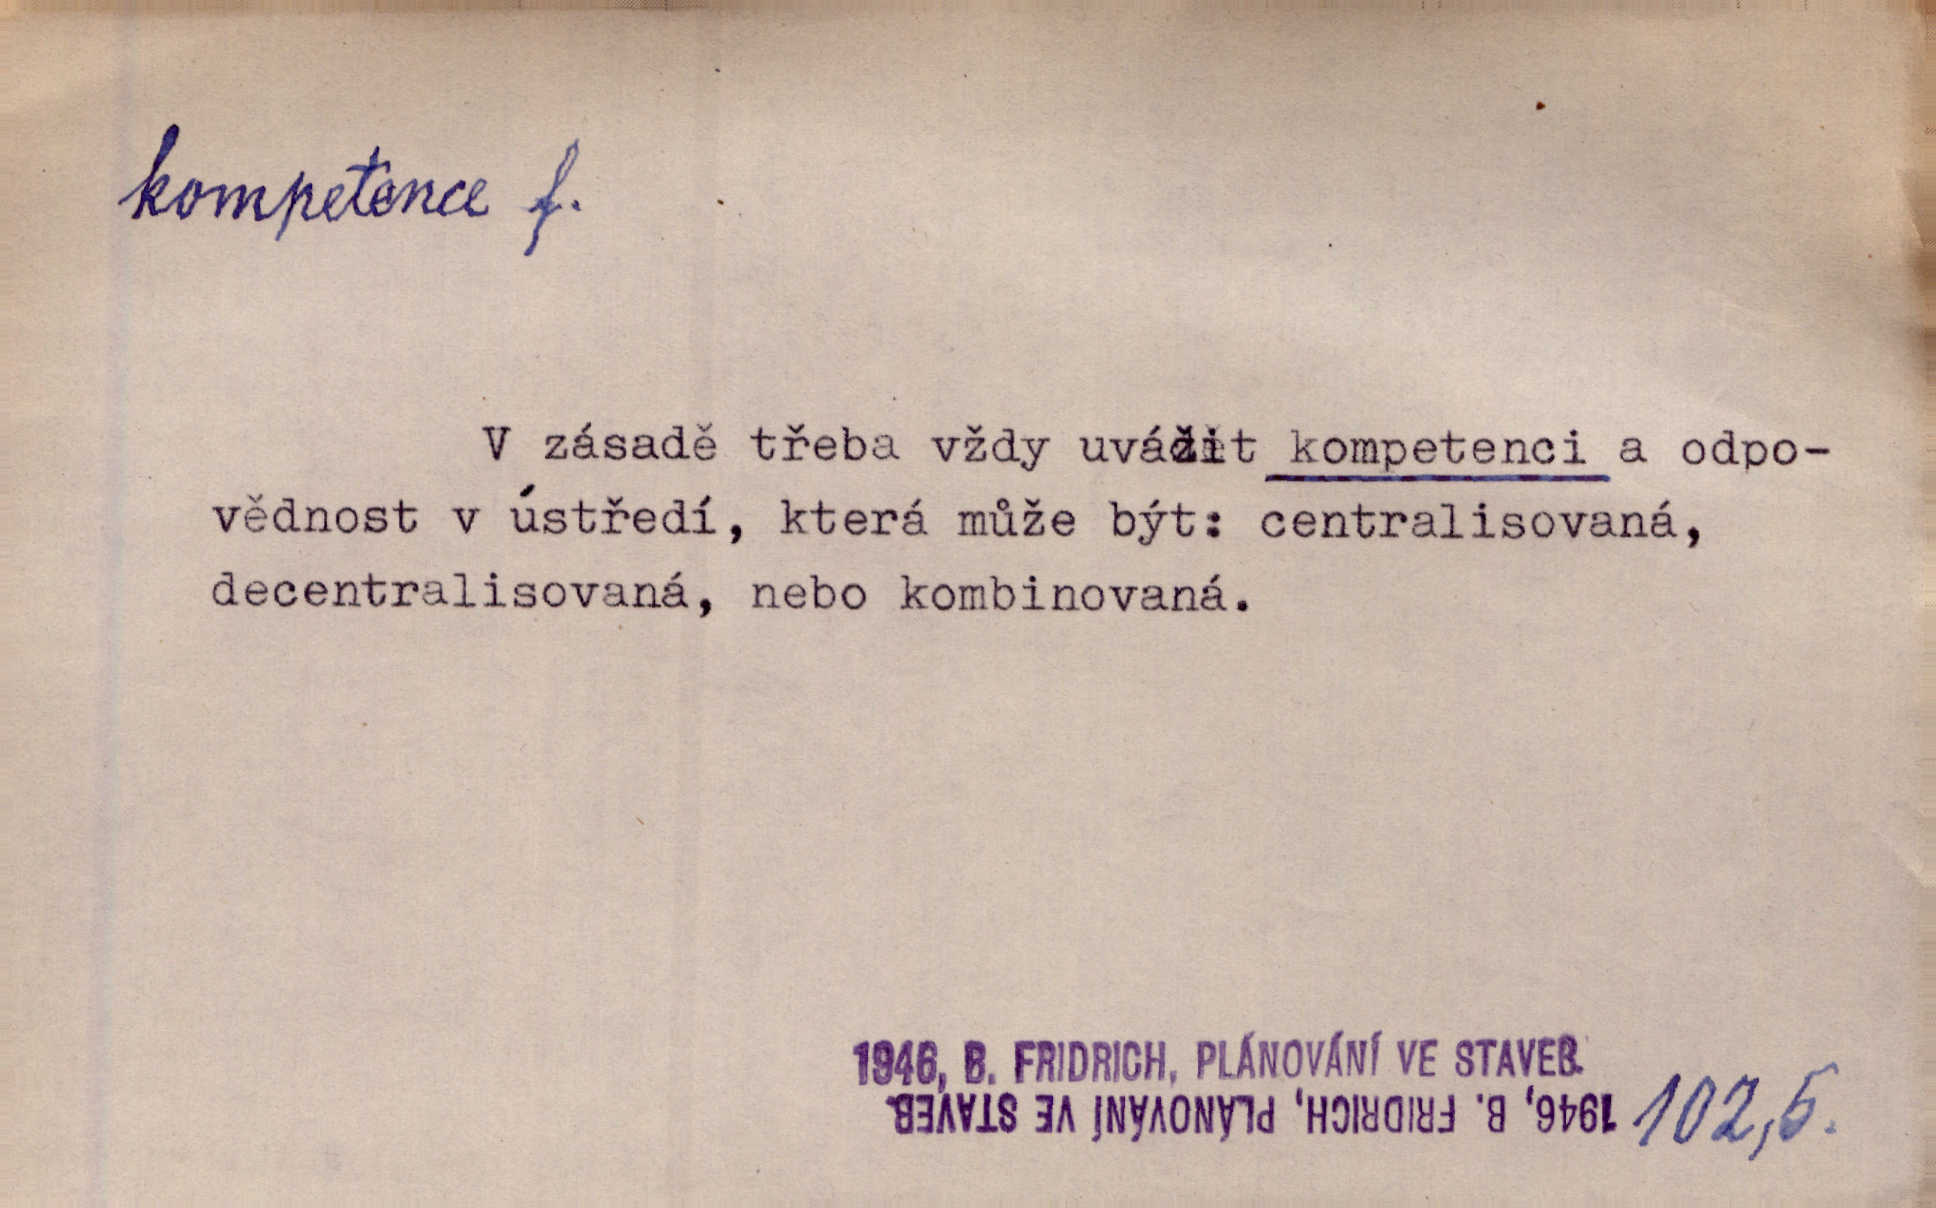 kompetence f.
V zásadě třeba vždy uvážit kompetenci a odpo-
vědnost v ústředí, která může být: centralisovaná,
decentralisovaná, nebo kombinovaná.
1946, B. FRIDRICH, PLÁNOVÁNÍ VE STAVEB.
1946, B. FRIDRICH, PLÁNOVÁNÍ VE STAVEB.
102,5.